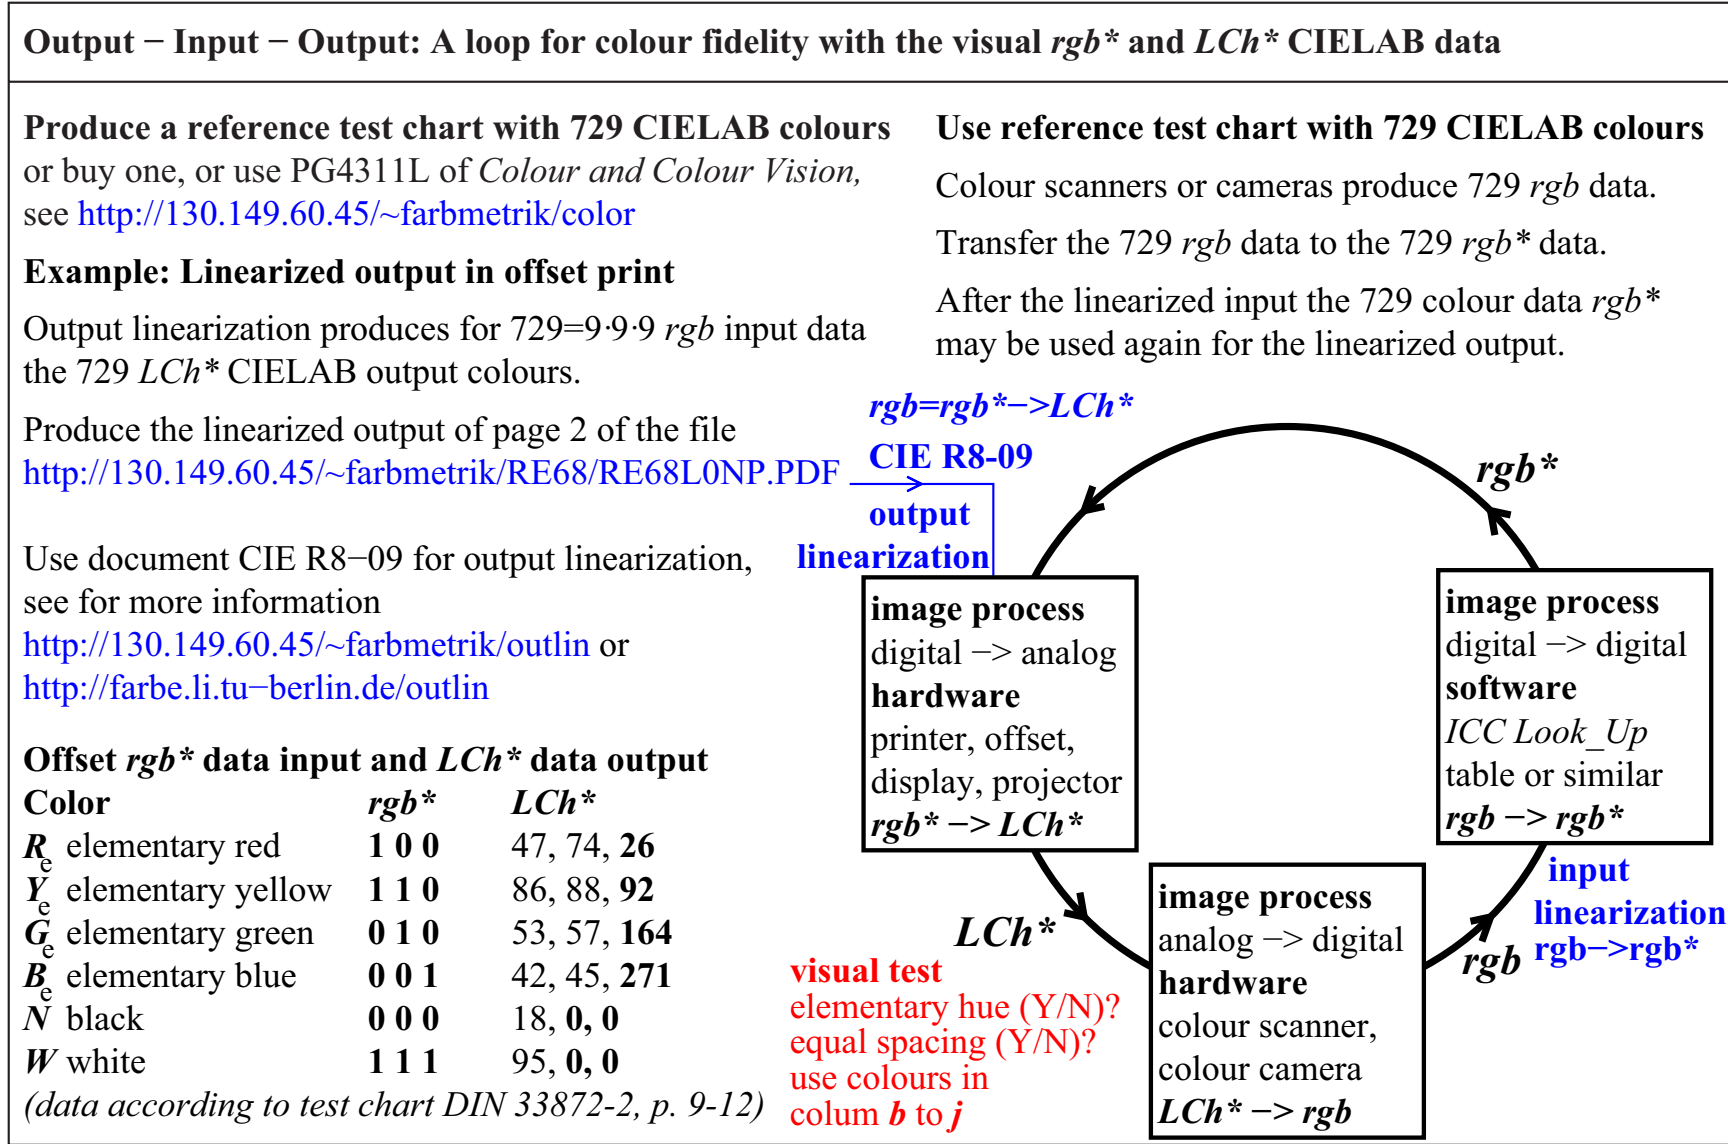 Output − Input − Output: A loop for colour fidelity with the visual rgb* and LCh* CIELAB data
Produce a reference test chart with 729 CIELAB colours
or buy one, or use PG4311L of Colour and Colour Vision,
see http://130.149.60.45/~farbmetrik/color
Example: Linearized output in offset print
Output linearization produces for 729=9·9·9 rgb input data
the 729 LCh* CIELAB output colours.
Produce the linearized output of page 2 of the file
http://130.149.60.45/~farbmetrik/RE68/RE68L0NP.PDF
Use document CIE R8−09 for output linearization,
see for more information
http://130.149.60.45/~farbmetrik/outlin or
http://farbe.li.tu−berlin.de/outlin
Offset rgb* data input and LCh* data output
Color rgb* LCh*
Re elementary red 1 0 0 47, 74, 26
Ye elementary yellow 1 1 0 86, 88, 92
Ge elementary green 0 1 0 53, 57, 164
Be elementary blue 0 0 1 42, 45, 271
N black 0 0 0 18, 0, 0
W white 1 1 1 95, 0, 0
(data according to test chart DIN 33872-2, p. 9-12)
Use reference test chart with 729 CIELAB colours
Colour scanners or cameras produce 729 rgb data.
Transfer the 729 rgb data to the 729 rgb* data.
After the linearized input the 729 colour data rgb*
may be used again for the linearized output.
rgb=rgb*−>LCh*
CIE R8-09
output
linearization
rgb*
image process
digital −> analog
hardware
printer, offset,
display, projector
rgb* −> LCh*
image process
digital −> digital
software
ICC Look_Up
table or similar
rgb −> rgb*
input
linearization
rgb−>rgb*
LCh*
rgb
image process
analog −> digital
hardware
colour scanner,
colour camera
LCh* −> rgb
visual test
elementary hue (Y/N)?
equal spacing (Y/N)?
use colours in
colum b to j